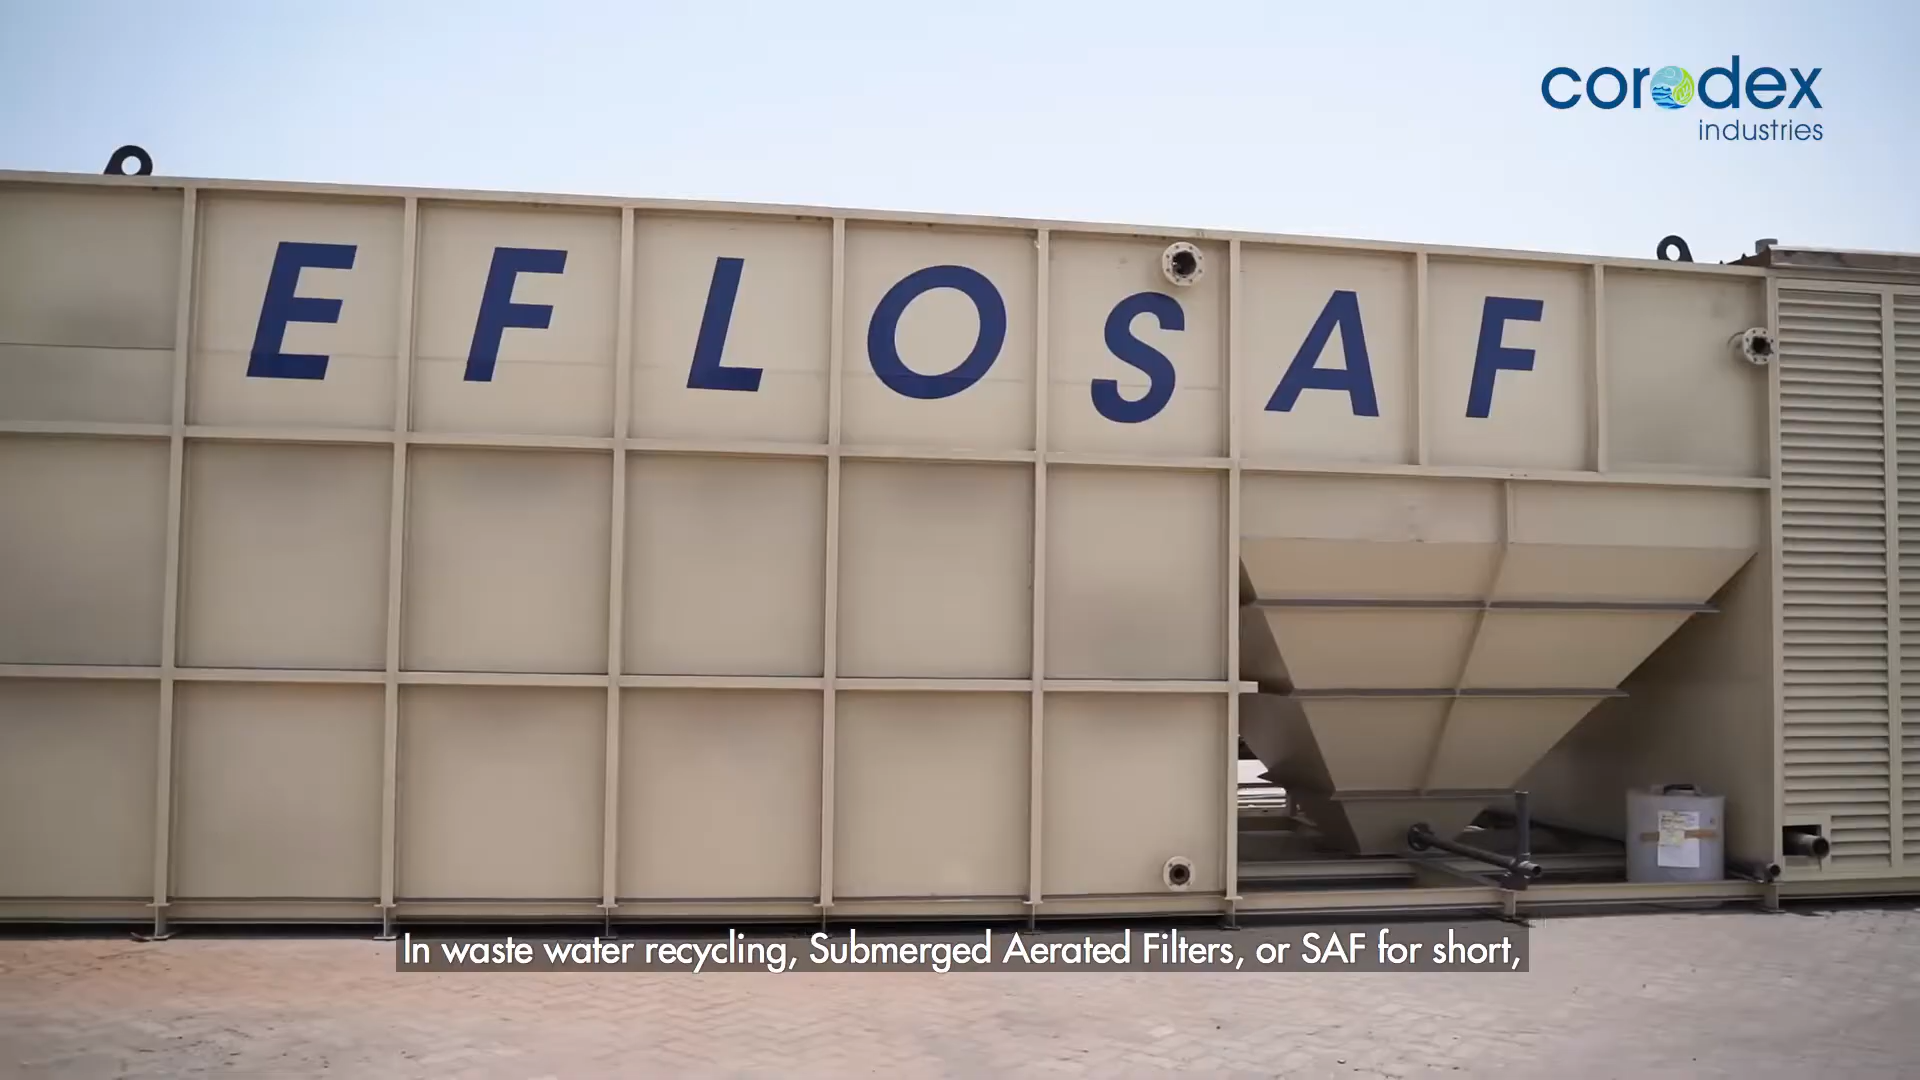 corodex
industries
EFLOSAF
In waste water recycling, Submerged Aerated Filters, or SAF for short,